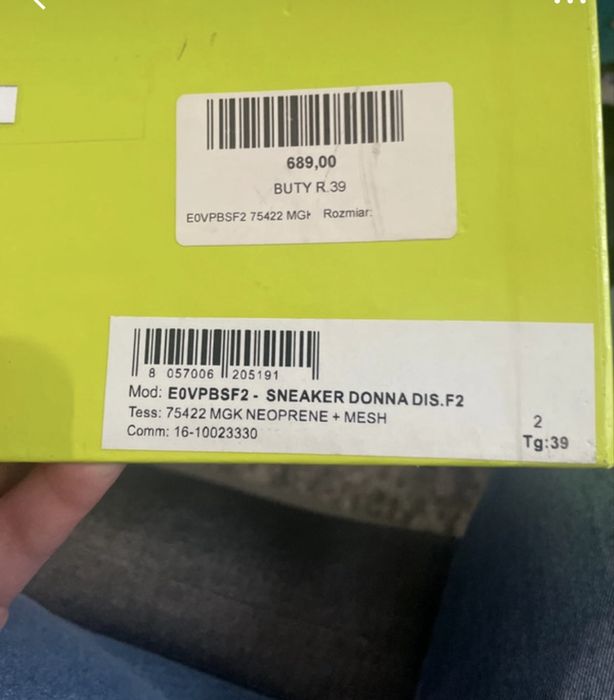 689,00
BUTY R.39
E0VPBSF2 75422 MGK Rozmiar:
8 057006 205191
Mod: E0VPBSF2 - SNEAKER DONNA DIS.F2
Tess: 75422 MGK NEOPRENE + MESH
Comm: 16-10023330
2
Tg:39